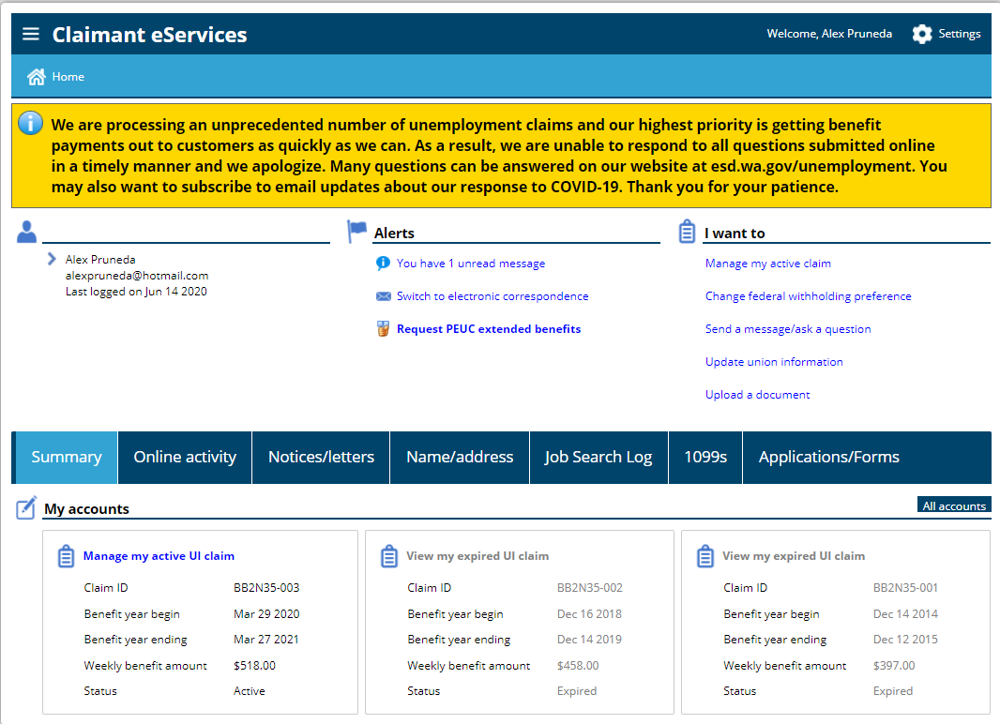 Claimant eServices
Welcome, Alex Pruneda
Settings
Home
We are processing an unprecedented number of unemployment claims and our highest priority is getting benefit
payments out to customers as quickly as we can. As a result, we are unable to respond to all questions submitted online
in a timely manner and we apologize. Many questions can be answered on our website at esd.wa.gov/unemployment. You
may also want to subscribe to email updates about our response to COVID-19. Thank you for your patience.
Alex Pruneda
alexpruneda@hotmail.com
Last logged on Jun 14 2020
Alerts
You have 1 unread message
Switch to electronic correspondence
Request PEUC extended benefits
I want to
Manage my active claim
Change federal withholding preference
Send a message/ask a question
Update union information
Upload a document
Summary
Online activity
Notices/letters
Name/address
Job Search Log
1099s
Applications/Forms
My accounts
All accounts
Manage my active UI claim
Claim ID BB2N35-003
Benefit year begin Mar 29 2020
Benefit year ending Mar 27 2021
Weekly benefit amount $518.00
Status Active
View my expired UI claim
Claim ID BB2N35-002
Benefit year begin Dec 16 2018
Benefit year ending Dec 14 2019
Weekly benefit amount $458.00
Status Expired
View my expired UI claim
Claim ID BB2N35-001
Benefit year begin Dec 14 2014
Benefit year ending Dec 12 2015
Weekly benefit amount $397.00
Status Expired